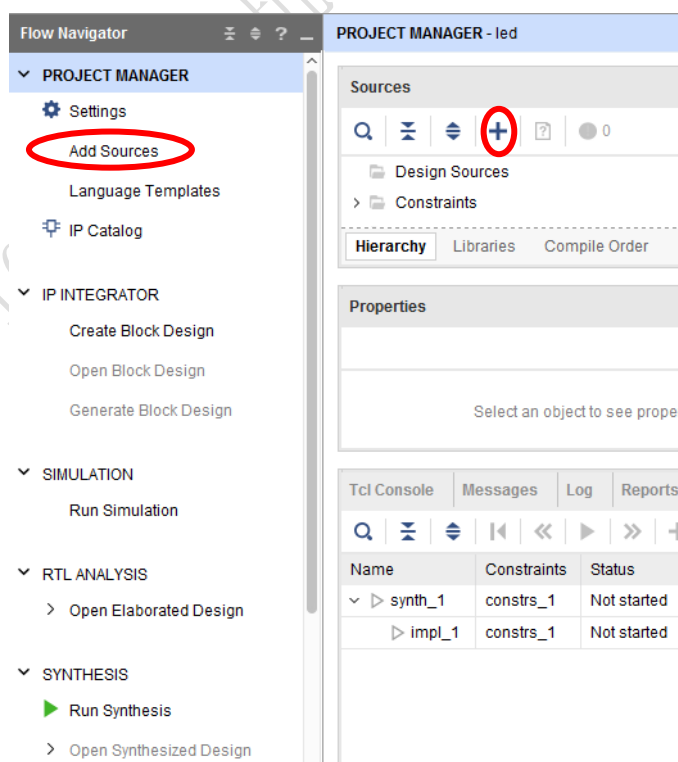 Flow Navigator ?
PROJECT MANAGER
Settings
Add Sources
Language Templates
IP Catalog
IP INTEGRATOR
Create Block Design
Open Block Design
Generate Block Design
SIMULATION
Run Simulation
RTL ANALYSIS
Open Elaborated Design
SYNTHESIS
Run Synthesis
Open Synthesized Design
PROJECT MANAGER - led
Sources
? 0
Design Sources
Constraints
Hierarchy Libraries Compile Order
Properties
Select an object to see prope
Tcl Console Messages Log Reports
Name Constraints Status
synth_1 constrs_1 Not started
impl_1 constrs_1 Not started